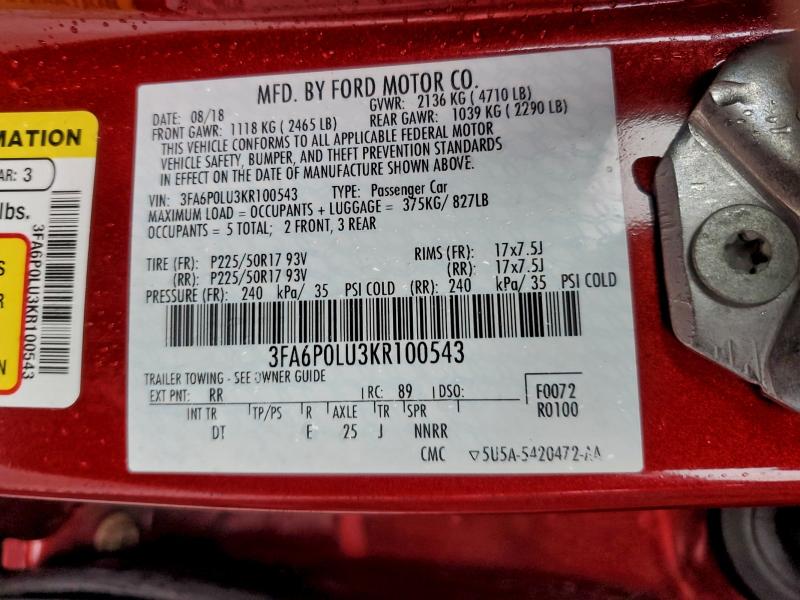 MFD. BY FORD MOTOR CO.
DATE: 08/18 GVWR: 2136 KG ( 4710 LB)
FRONT GAWR: 1118 KG ( 2465 LB) REAR GAWR: 1039 KG ( 2290 LB)
THIS VEHICLE CONFORMS TO ALL APPLICABLE FEDERAL MOTOR
VEHICLE SAFETY, BUMPER, AND THEFT PREVENTION STANDARDS
IN EFFECT ON THE DATE OF MANUFACTURE SHOWN ABOVE.
VIN: 3FA6P0LU3KR100543 TYPE: Passenger Car
MAXIMUM LOAD = OCCUPANTS + LUGGAGE = 375KG/ 827LB
OCCUPANTS = 5 TOTAL; 2 FRONT, 3 REAR
TIRE (FR): P225/50R17 93V RIMS (FR): 17x7.5J
(RR): P225/50R17 93V (RR): 17x7.5J
PRESSURE (FR): 240 kPa/ 35 PSI COLD (RR): 240 kPa/ 35 PSI COLD
3FA6P0LU3KR100543
TRAILER TOWING - SEE OWNER GUIDE
EXT PNT: RR RC: 89 DSO: F0072
INT TR TP/PS R AXLE TR SPR R0100
DT E 25 J NNRR
CMC ▽5U5A-5420472-AA
MATION
AR: 3
lbs.
S
R
N
3FA6P0LU3KR100543